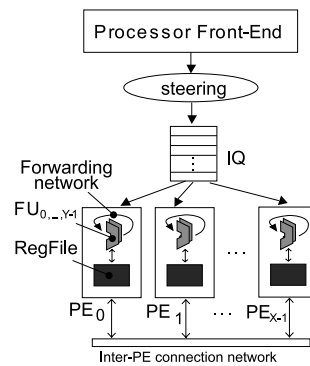 Processor Front-End
steering
IQ
Forwarding
network
FU0,_,Y-1
RegFile
PE0
PE1
...
PEX-1
Inter-PE connection network